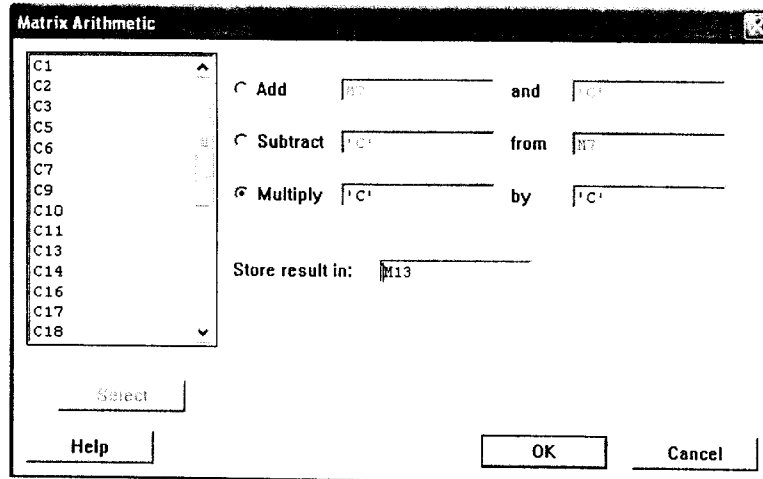 Matrix Arithmetic
C1
C2
C3
C5
C6
C7
C9
C10
C11
C13
C14
C16
C17
C18
Add M7 and 'C'
Subtract 'C' from M7
Multiply 'C' by 'C'
Store result in: M13
Select
Help
OK
Cancel